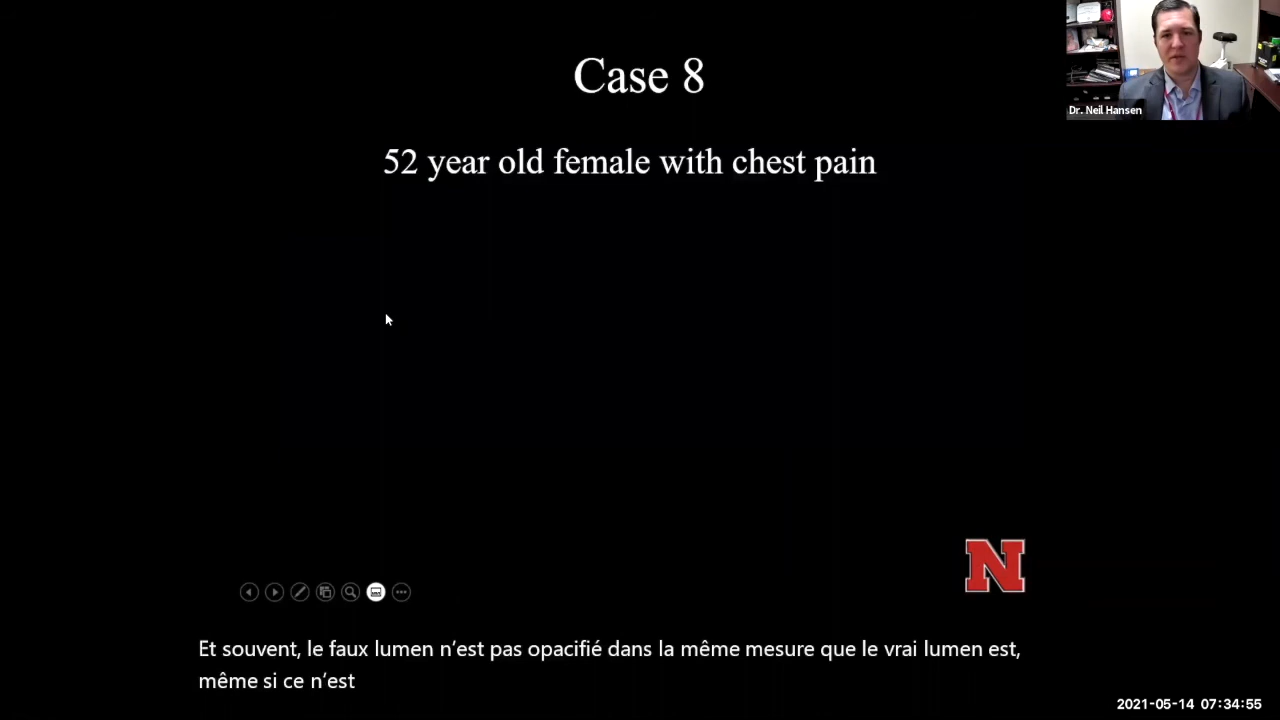 Case 8
Dr. Neil Hansen
52 year old female with chest pain
N
Et souvent, le faux lumen n’est pas opacifié dans la même mesure que le vrai lumen est,
même si ce n’est
2021-05-14 07:34:55